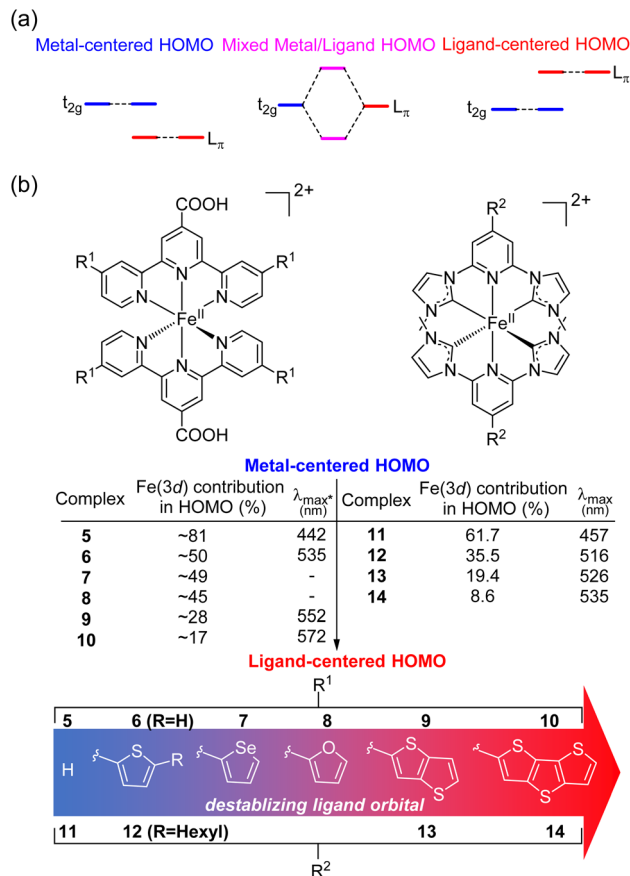 (a)
Metal-centered HOMO Mixed Metal/Ligand HOMO Ligand-centered HOMO
t2g Lπ t2g Lπ Lπ t2g
(b)
COOH 2+ R2 2+
R1 N R1 N
N N N N N N
FeII FeII
N N N N N N
R1 N R1 N
COOH R2
Metal-centered HOMO
Complex Fe(3d) contribution in HOMO (%) λmax* (nm) Complex Fe(3d) contribution in HOMO (%) λmax (nm)
5 ~81 442 11 61.7 457
6 ~50 535 12 35.5 516
7 ~49 - 13 19.4 526
8 ~45 - 14 8.6 535
9 ~28 552
10 ~17 572
Ligand-centered HOMO
R1
5 6 (R=H) 7 8 9 10
H S R Se O S S S S S
destablizing ligand orbital
11 12 (R=Hexyl) 13 14
R2